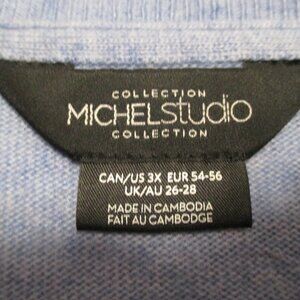 COLLECTION
MICHELstudio
COLLECTION
CAN/US 3X EUR 54-56
UK/AU 26-28
MADE IN CAMBODIA
FAIT AU CAMBODGE